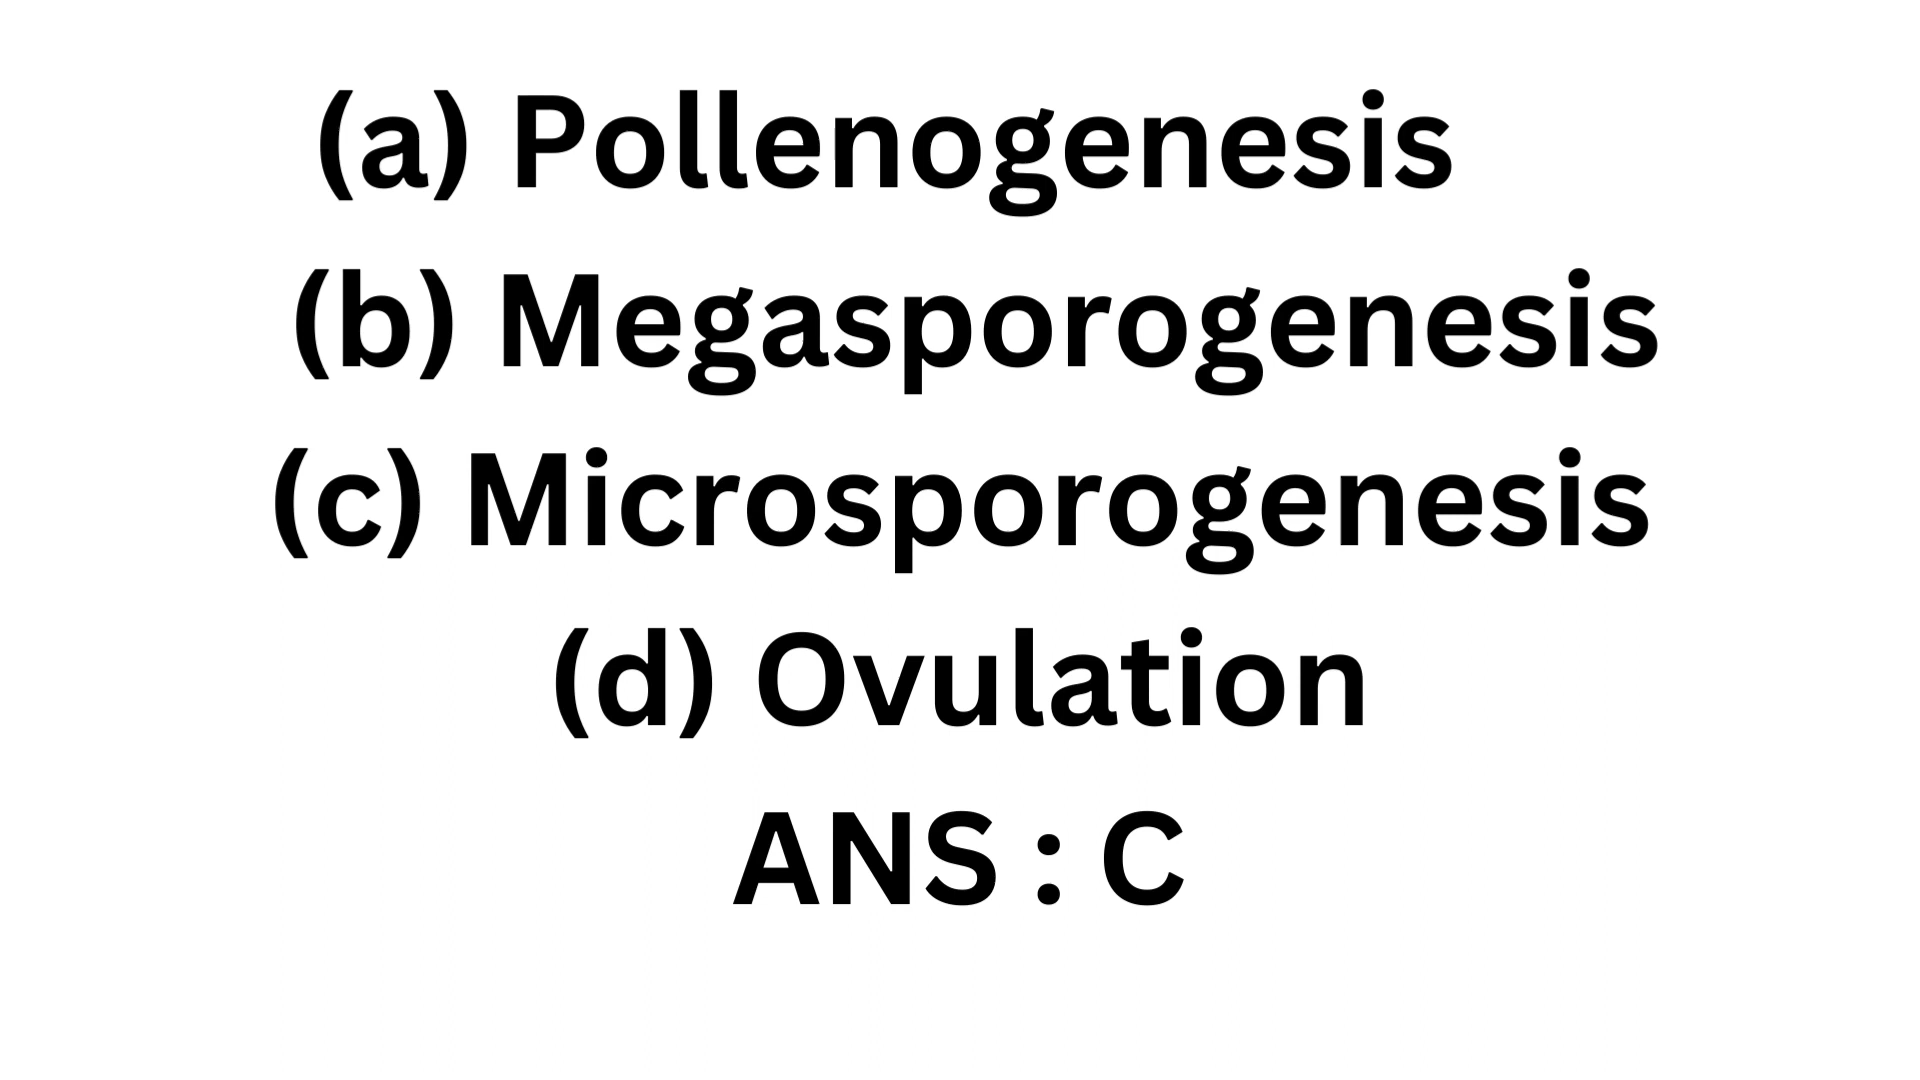 (a) Pollenogenesis
(b) Megasporogenesis
(c) Microsporogenesis
(d) Ovulation
ANS : C